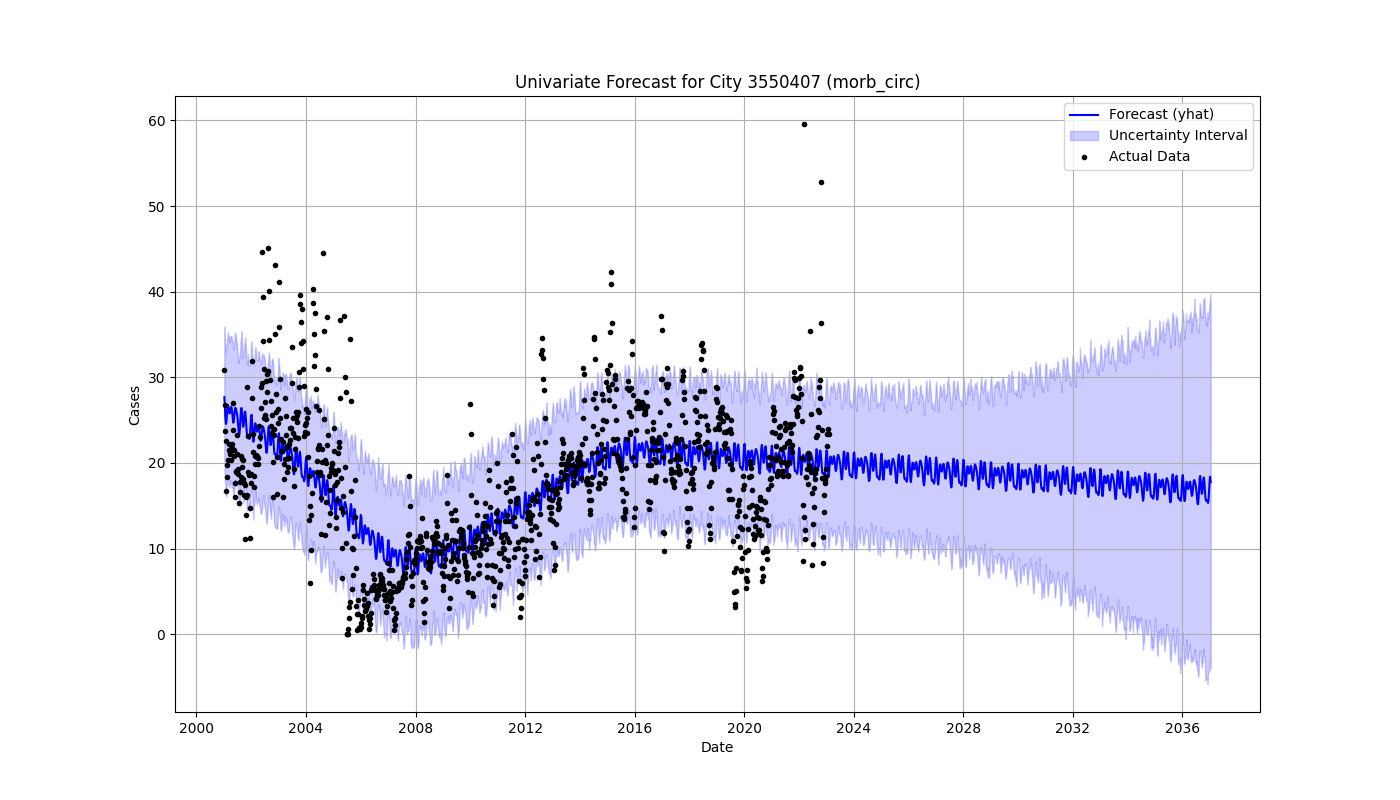 Univariate Forecast for City 3550407 (morb_circ)
Forecast (yhat)
Uncertainty Interval
Actual Data
Cases
60
50
40
30
20
10
0
2000 2004 2008 2012 2016 2020 2024 2028 2032 2036
Date